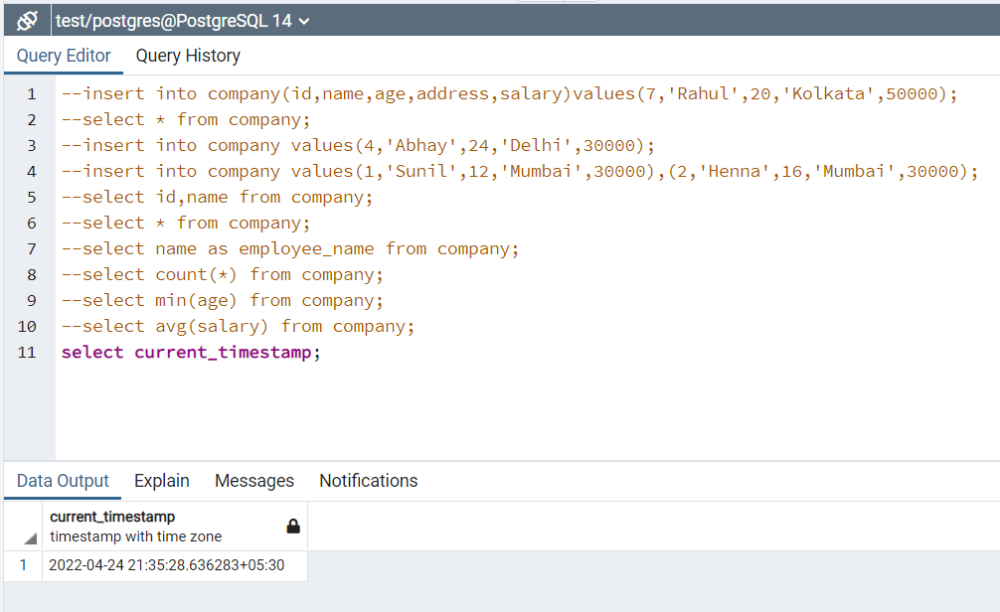 test/postgres@PostgreSQL 14
Query Editor Query History
1 --insert into company(id,name,age,address,salary)values(7,'Rahul',20,'Kolkata',50000);
2 --select * from company;
3 --insert into company values(4,'Abhay',24,'Delhi',30000);
4 --insert into company values(1,'Sunil',12,'Mumbai',30000),(2,'Henna',16,'Mumbai',30000);
5 --select id,name from company;
6 --select * from company;
7 --select name as employee_name from company;
8 --select count(*) from company;
9 --select min(age) from company;
10 --select avg(salary) from company;
11 select current_timestamp;
Data Output Explain Messages Notifications
current_timestamp
timestamp with time zone
1 2022-04-24 21:35:28.636283+05:30